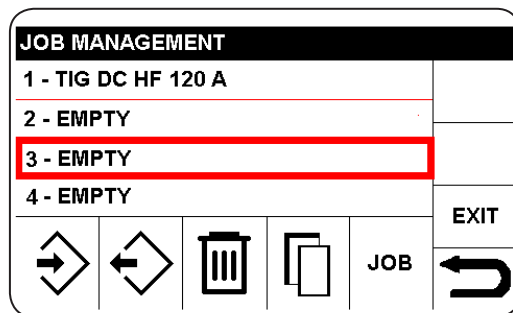 JOB MANAGEMENT
1 - TIG DC HF 120 A
2 - EMPTY
3 - EMPTY
4 - EMPTY
EXIT
JOB